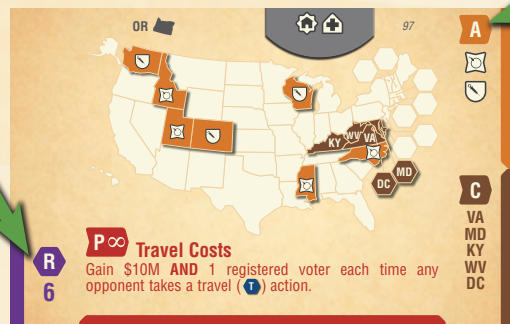 OR
97
A
KY
WV
VA
DC
MD
C
VA
MD
KY
WV
DC
R
6
P∞ Travel Costs
Gain $10M AND 1 registered voter each time any
opponent takes a travel (T) action.